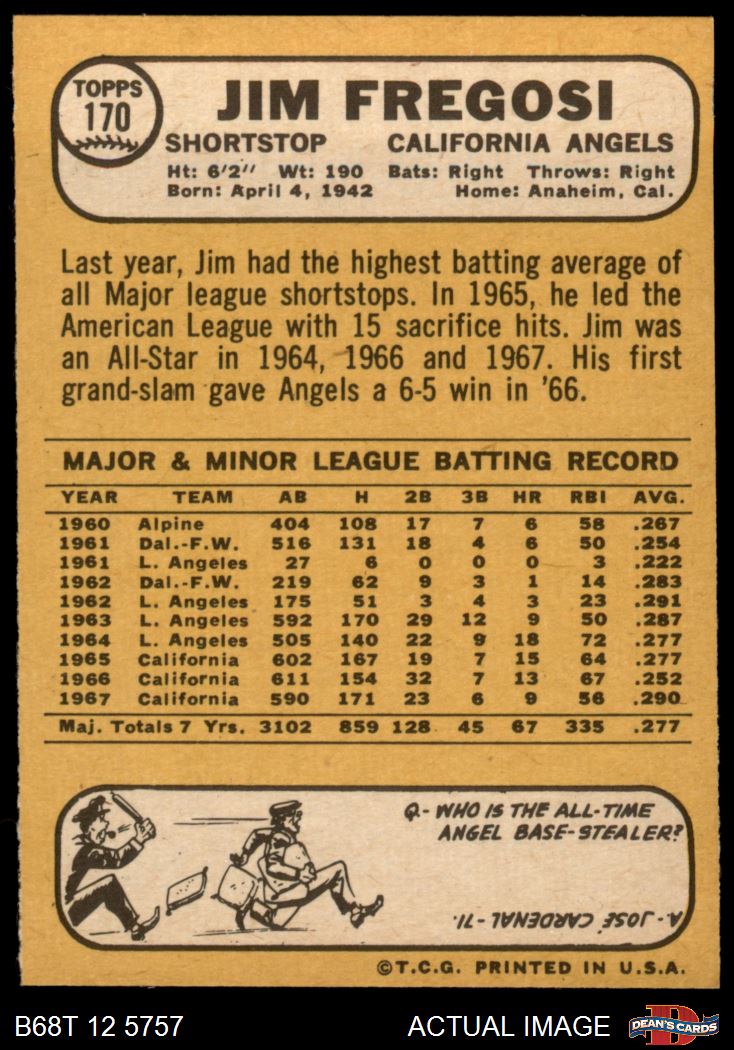 TOPPS
170
JIM FREGOSI
SHORTSTOP CALIFORNIA ANGELS
Ht: 6'2" Wt: 190 Bats: Right Throws: Right
Born: April 4, 1942 Home: Anaheim, Cal.
Last year, Jim had the highest batting average of
all Major league shortstops. In 1965, he led the
American League with 15 sacrifice hits. Jim was
an All-Star in 1964, 1966 and 1967. His first
grand-slam gave Angels a 6-5 win in '66.
MAJOR & MINOR LEAGUE BATTING RECORD
YEAR TEAM AB H 2B 3B HR RBI AVG.
1960 Alpine 404 108 17 7 6 58 .267
1961 Dal.-F.W. 516 131 18 4 6 50 .254
1961 L. Angeles 27 6 0 0 0 3 .222
1962 Dal.-F.W. 219 62 9 3 1 14 .283
1962 L. Angeles 175 51 3 4 3 23 .291
1963 L. Angeles 592 170 29 12 9 50 .287
1964 L. Angeles 505 140 22 9 18 72 .277
1965 California 602 167 19 7 15 64 .277
1966 California 611 154 32 7 13 67 .252
1967 California 590 171 23 6 9 56 .290
Maj. Totals 7 Yrs. 3102 859 128 45 67 335 .277
Q- WHO IS THE ALL-TIME
ANGEL BASE-STEALER?
A- JOSÉ CARDENAL-71.
©T.C.G. PRINTED IN U.S.A.
B68T 12 5757 ACTUAL IMAGE DEAN'S CARDS